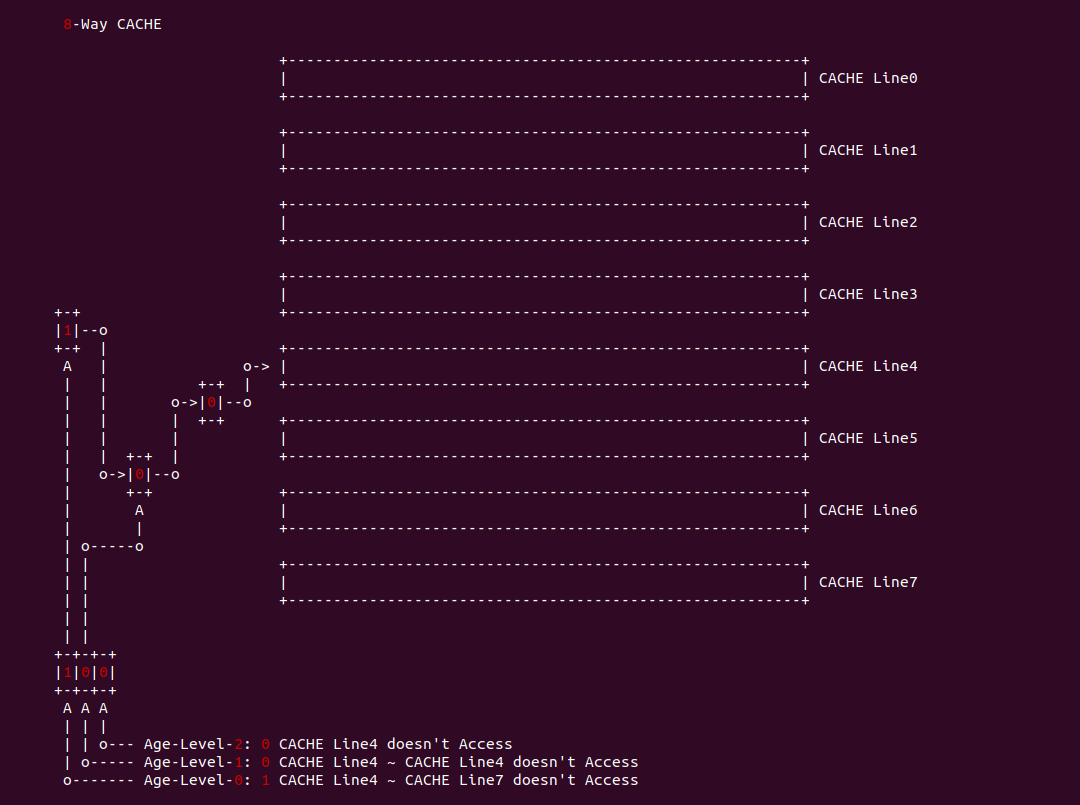 8-Way CACHE
+---------------------------------------------------------+
| | CACHE Line0
+---------------------------------------------------------+
+---------------------------------------------------------+
| | CACHE Line1
+---------------------------------------------------------+
+---------------------------------------------------------+
| | CACHE Line2
+---------------------------------------------------------+
+---------------------------------------------------------+
| | CACHE Line3
+-+ +---------------------------------------------------------+
|1|--o
+-+ | +---------------------------------------------------------+
A | o-> | | CACHE Line4
| | +-+ | +---------------------------------------------------------+
| | o->|0|--o
| | | +-+ +---------------------------------------------------------+
| | | | | CACHE Line5
| | +-+ | +---------------------------------------------------------+
| o->|0|--o
| +-+ +---------------------------------------------------------+
| A | | CACHE Line6
| | +---------------------------------------------------------+
| o-----o
| | +---------------------------------------------------------+
| | | | CACHE Line7
| | +---------------------------------------------------------+
| |
| |
+-+-+-+
|1|0|0|
+-+-+-+
A A A
| | |
| | o--- Age-Level-2: 0 CACHE Line4 doesn't Access
| o----- Age-Level-1: 0 CACHE Line4 ~ CACHE Line4 doesn't Access
o------- Age-Level-0: 1 CACHE Line4 ~ CACHE Line7 doesn't Access